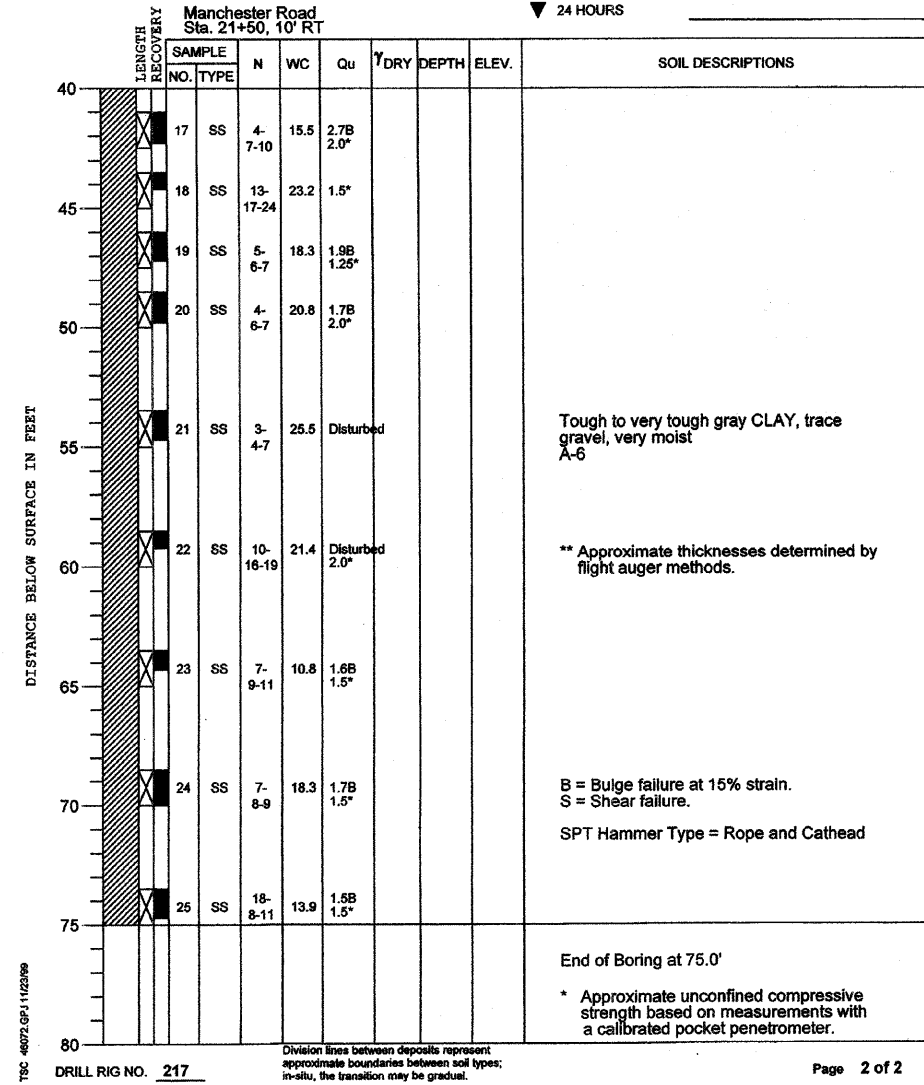 Manchester Road
Sta. 21+50, 10' RT
▼ 24 HOURS
LENGTH
RECOVERY
SAMPLE
NO. TYPE
N
WC
Qu
γDRY
DEPTH
ELEV.
SOIL DESCRIPTIONS
40
17 SS 4- 15.5 2.7B
7-10 2.0*
18 SS 13- 23.2 1.5*
45
17-24
19 SS 5- 18.3 1.9B
6-7 1.25*
20 SS 4- 20.8 1.7B
50
6-7 2.0*
21 SS 3- 25.5 Disturbed
55
4-7
Tough to very tough gray CLAY, trace
gravel, very moist
A-6
22 SS 10- 21.4 Disturbed
60
16-19 2.0*
** Approximate thicknesses determined by
flight auger methods.
23 SS 7- 10.8 1.6B
65
9-11 1.5*
24 SS 7- 18.3 1.7B
70
8-9 1.5*
B = Bulge failure at 15% strain.
S = Shear failure.
SPT Hammer Type = Rope and Cathead
25 SS 18- 13.9 1.5B
8-11 1.5*
75
End of Boring at 75.0'
* Approximate unconfined compressive
strength based on measurements with
a calibrated pocket penetrometer.
80
DISTANCE BELOW SURFACE IN FEET
TSC 46072.GPJ 11/23/99
DRILL RIG NO. 217
Division lines between deposits represent
approximate boundaries between soil types;
in-situ, the transition may be gradual.
Page 2 of 2